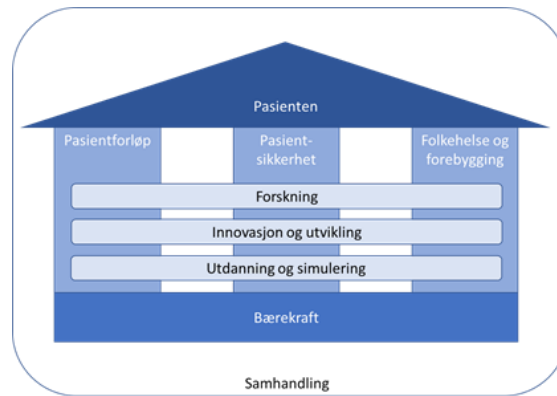 Pasienten
Pasientforløp
Pasient-
sikkerhet
Folkehelse og
forebygging
Forskning
Innovasjon og utvikling
Utdanning og simulering
Bærekraft
Samhandling